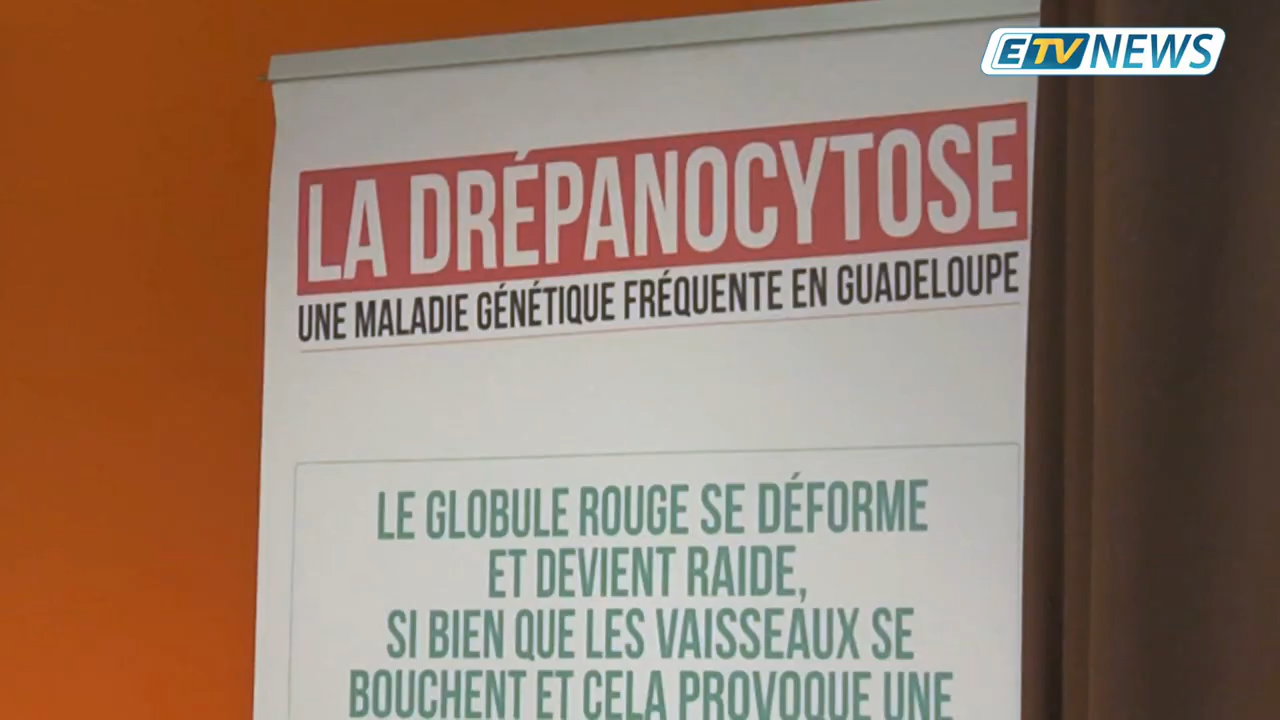 ETV NEWS
LA DRÉPANOCYTOSE
UNE MALADIE GÉNÉTIQUE FRÉQUENTE EN GUADELOUPE
LE GLOBULE ROUGE SE DÉFORME
ET DEVIENT RAIDE,
SI BIEN QUE LES VAISSEAUX SE
BOUCHENT ET CELA PROVOQUE UNE